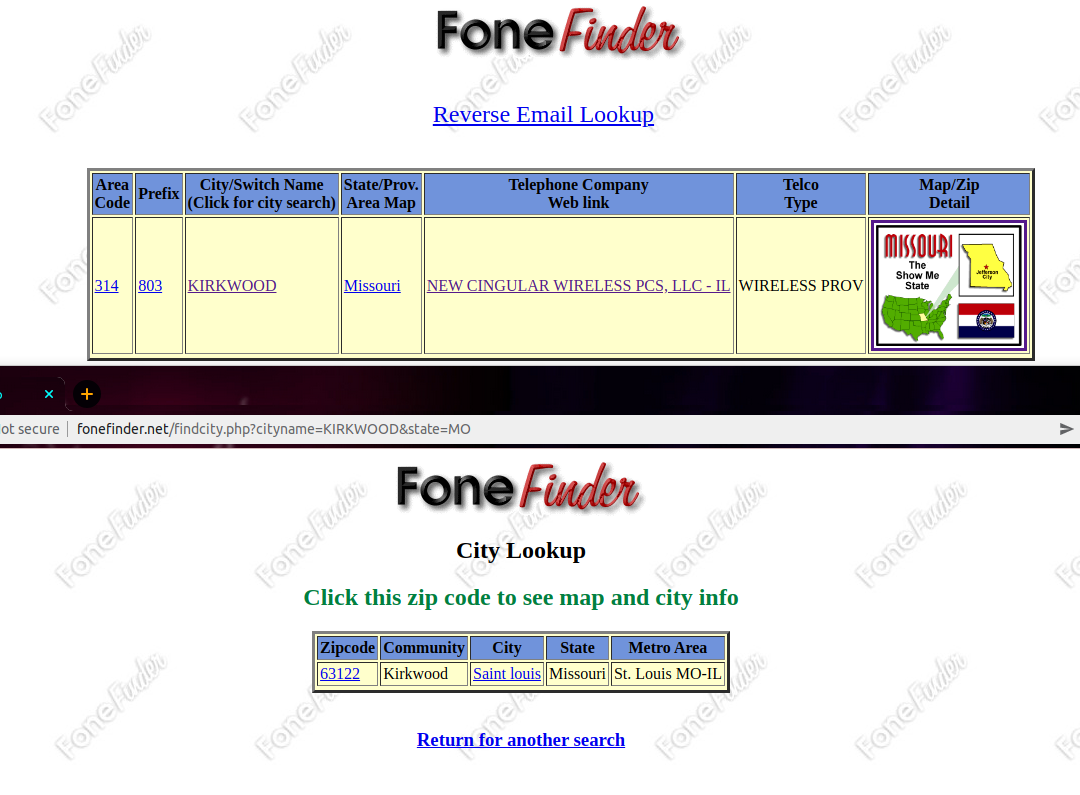 FoneFinder
Reverse Email Lookup
Area Code Prefix City/Switch Name (Click for city search) State/Prov. Area Map Telephone Company Web link Telco Type Map/Zip Detail
314 803 KIRKWOOD Missouri NEW CINGULAR WIRELESS PCS, LLC - IL WIRELESS PROV
MISSOURI
The
Show Me
State
Jefferson
City
ot secure | fonefinder.net/findcity.php?cityname=KIRKWOOD&state=MO
FoneFinder
City Lookup
Click this zip code to see map and city info
Zipcode Community City State Metro Area
63122 Kirkwood Saint louis Missouri St. Louis MO-IL
Return for another search